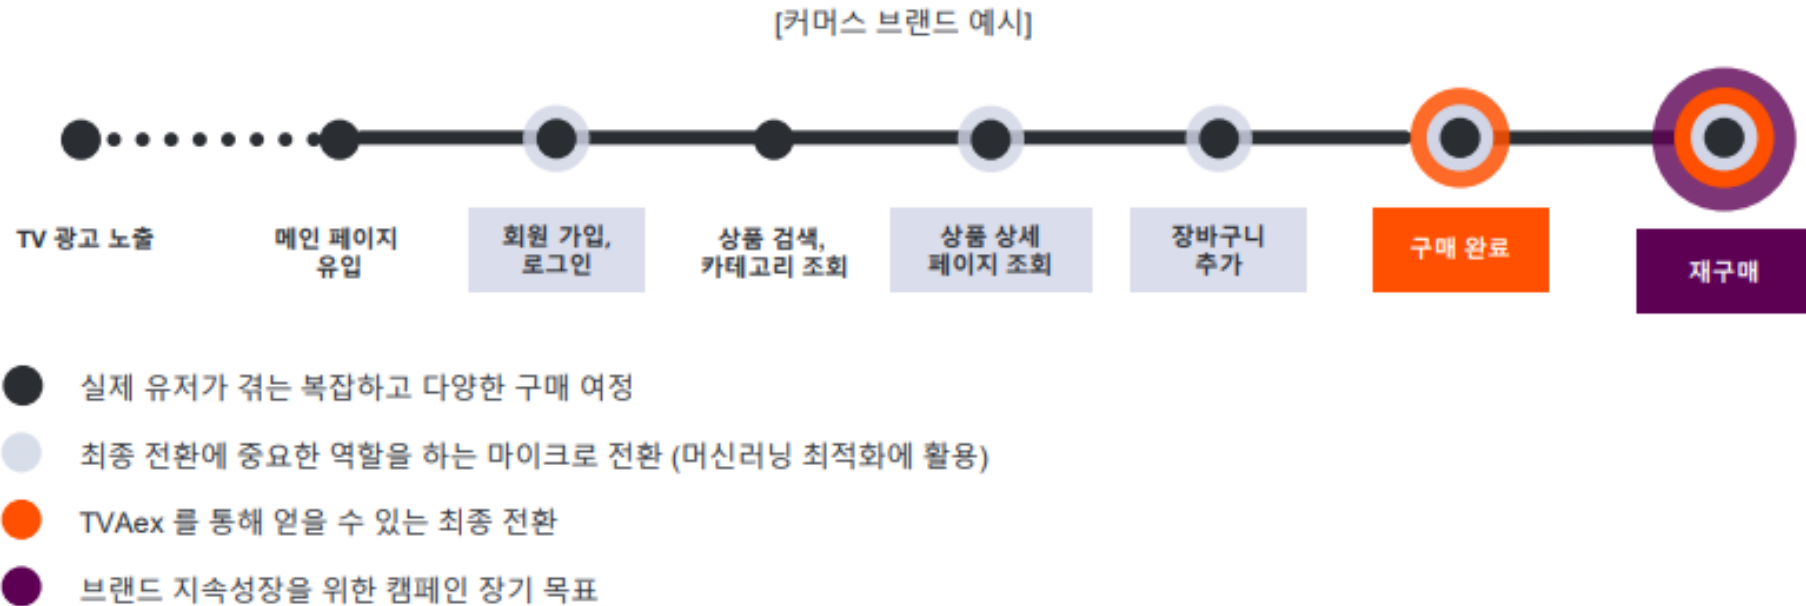 [커머스 브랜드 예시]
TV 광고 노출
메인 페이지
유입
회원 가입,
로그인
상품 검색,
카테고리 조회
상품 상세
페이지 조회
장바구니
추가
구매 완료
재구매
실제 유저가 겪는 복잡하고 다양한 구매 여정
최종 전환에 중요한 역할을 하는 마이크로 전환 (머신러닝 최적화에 활용)
TVAex 를 통해 얻을 수 있는 최종 전환
브랜드 지속성장을 위한 캠페인 장기 목표